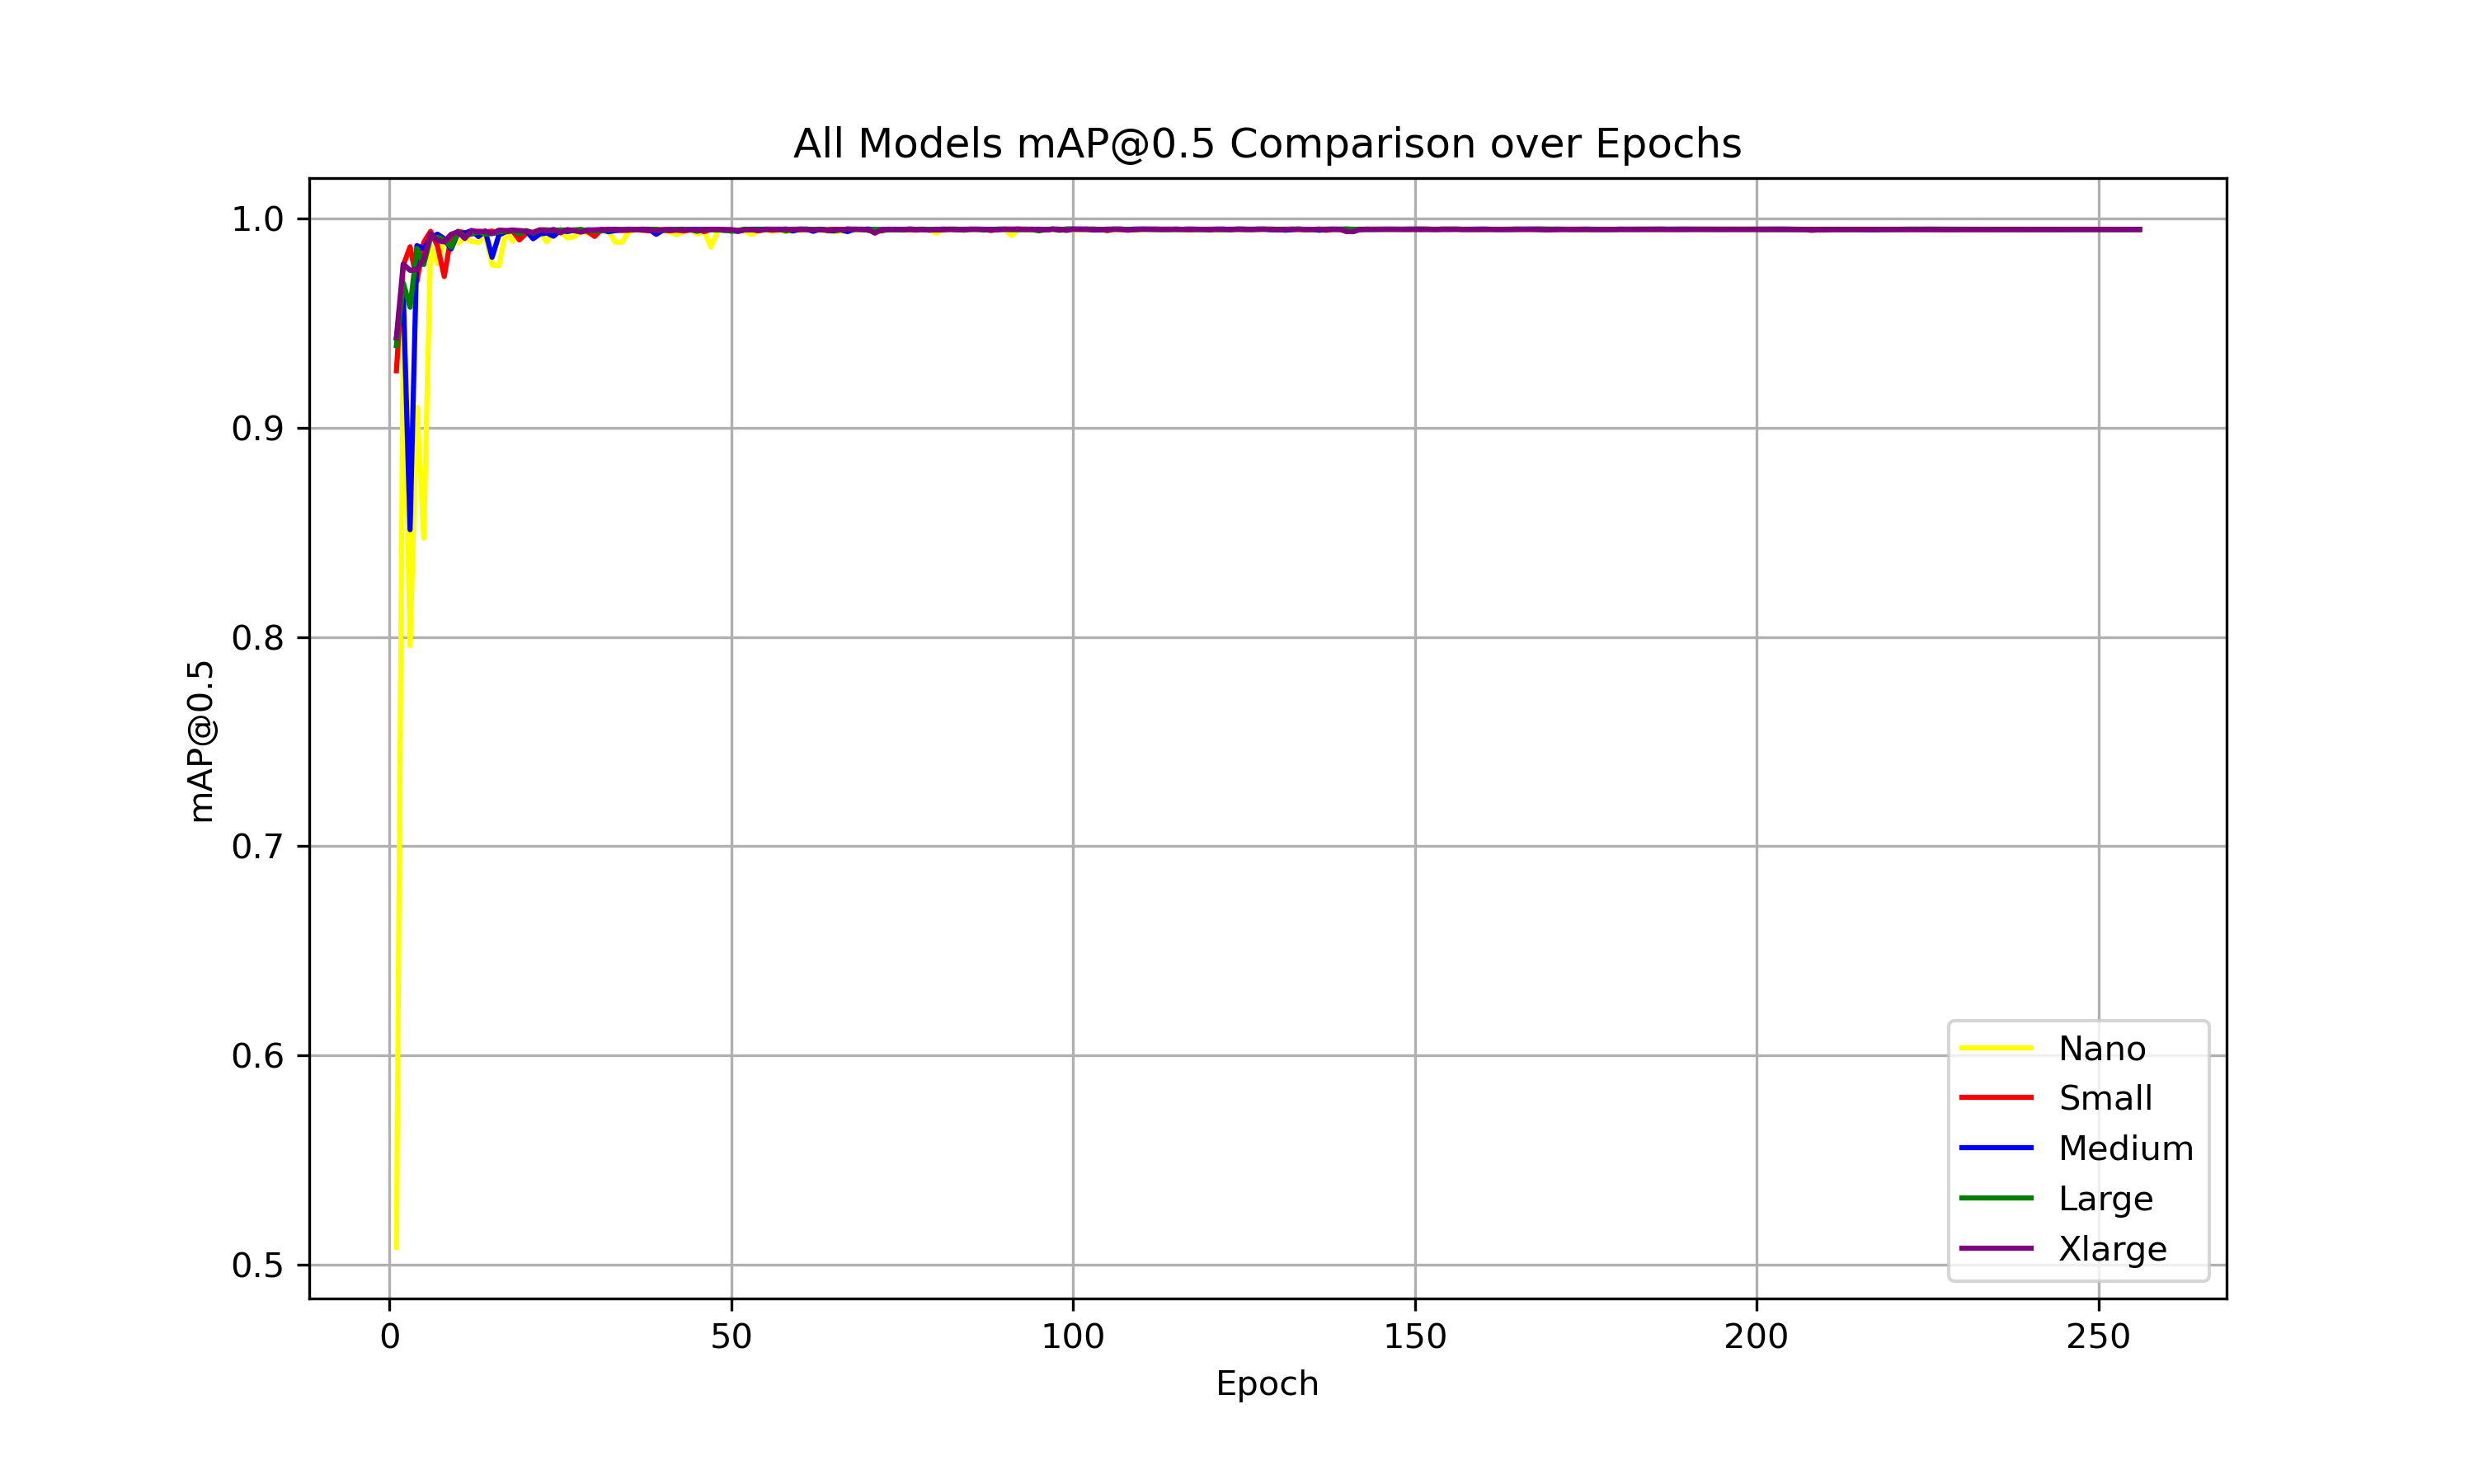 All Models mAP@0.5 Comparison over Epochs
mAP@0.5
1.0
0.9
0.8
0.7
0.6
0.5
0 50 100 150 200 250
Epoch
Nano
Small
Medium
Large
Xlarge